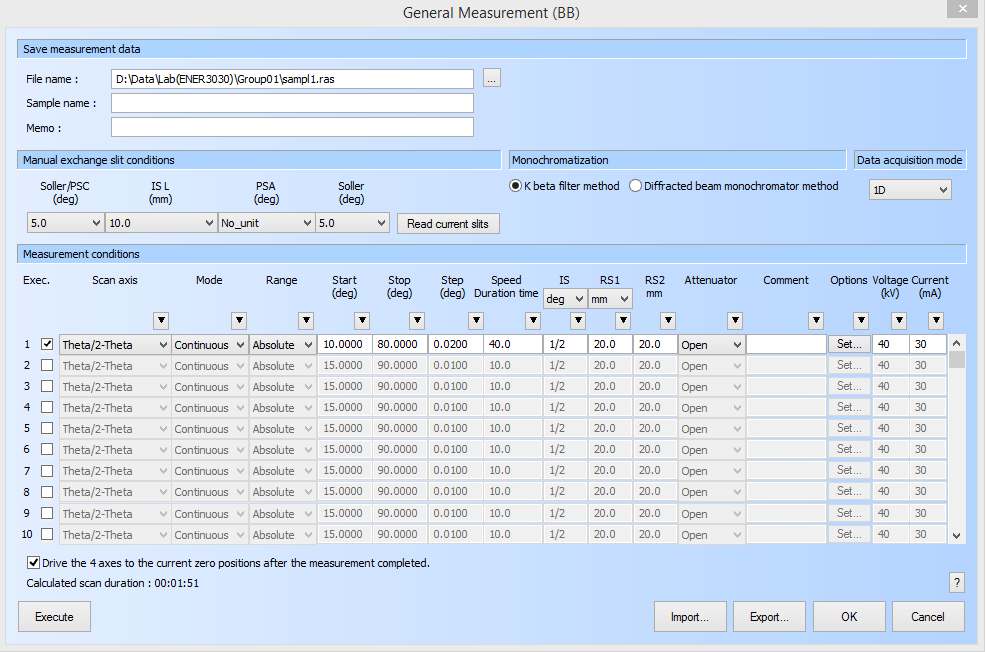 General Measurement (BB)
Save measurement data
File name : D:\Data\Lab(ENER3030)\Group01\sampl1.ras ...
Sample name :
Memo :
Manual exchange slit conditions Monochromatization Data acquisition mode
Soller/PSC (deg) IS L (mm) PSA (deg) Soller (deg) K beta filter method Diffracted beam monochromator method 1D
5.0 10.0 No_unit 5.0 Read current slits
Measurement conditions
Exec. Scan axis Mode Range Start Stop Step Speed IS RS1 RS2 Attenuator Comment Options Voltage Current
(deg) (deg) (deg) Duration time deg mm mm (kV) (mA)
1 Theta/2-Theta Continuous Absolute 10.0000 80.0000 0.0200 40.0 1/2 20.0 20.0 Open Set... 40 30
2 Theta/2-Theta Continuous Absolute 15.0000 90.0000 0.0100 10.0 1/2 20.0 20.0 Open Set... 40 30
3 Theta/2-Theta Continuous Absolute 15.0000 90.0000 0.0100 10.0 1/2 20.0 20.0 Open Set... 40 30
4 Theta/2-Theta Continuous Absolute 15.0000 90.0000 0.0100 10.0 1/2 20.0 20.0 Open Set... 40 30
5 Theta/2-Theta Continuous Absolute 15.0000 90.0000 0.0100 10.0 1/2 20.0 20.0 Open Set... 40 30
6 Theta/2-Theta Continuous Absolute 15.0000 90.0000 0.0100 10.0 1/2 20.0 20.0 Open Set... 40 30
7 Theta/2-Theta Continuous Absolute 15.0000 90.0000 0.0100 10.0 1/2 20.0 20.0 Open Set... 40 30
8 Theta/2-Theta Continuous Absolute 15.0000 90.0000 0.0100 10.0 1/2 20.0 20.0 Open Set... 40 30
9 Theta/2-Theta Continuous Absolute 15.0000 90.0000 0.0100 10.0 1/2 20.0 20.0 Open Set... 40 30
10 Theta/2-Theta Continuous Absolute 15.0000 90.0000 0.0100 10.0 1/2 20.0 20.0 Open Set... 40 30
Drive the 4 axes to the current zero positions after the measurement completed.
Calculated scan duration : 00:01:51 ?
Execute Import... Export... OK Cancel